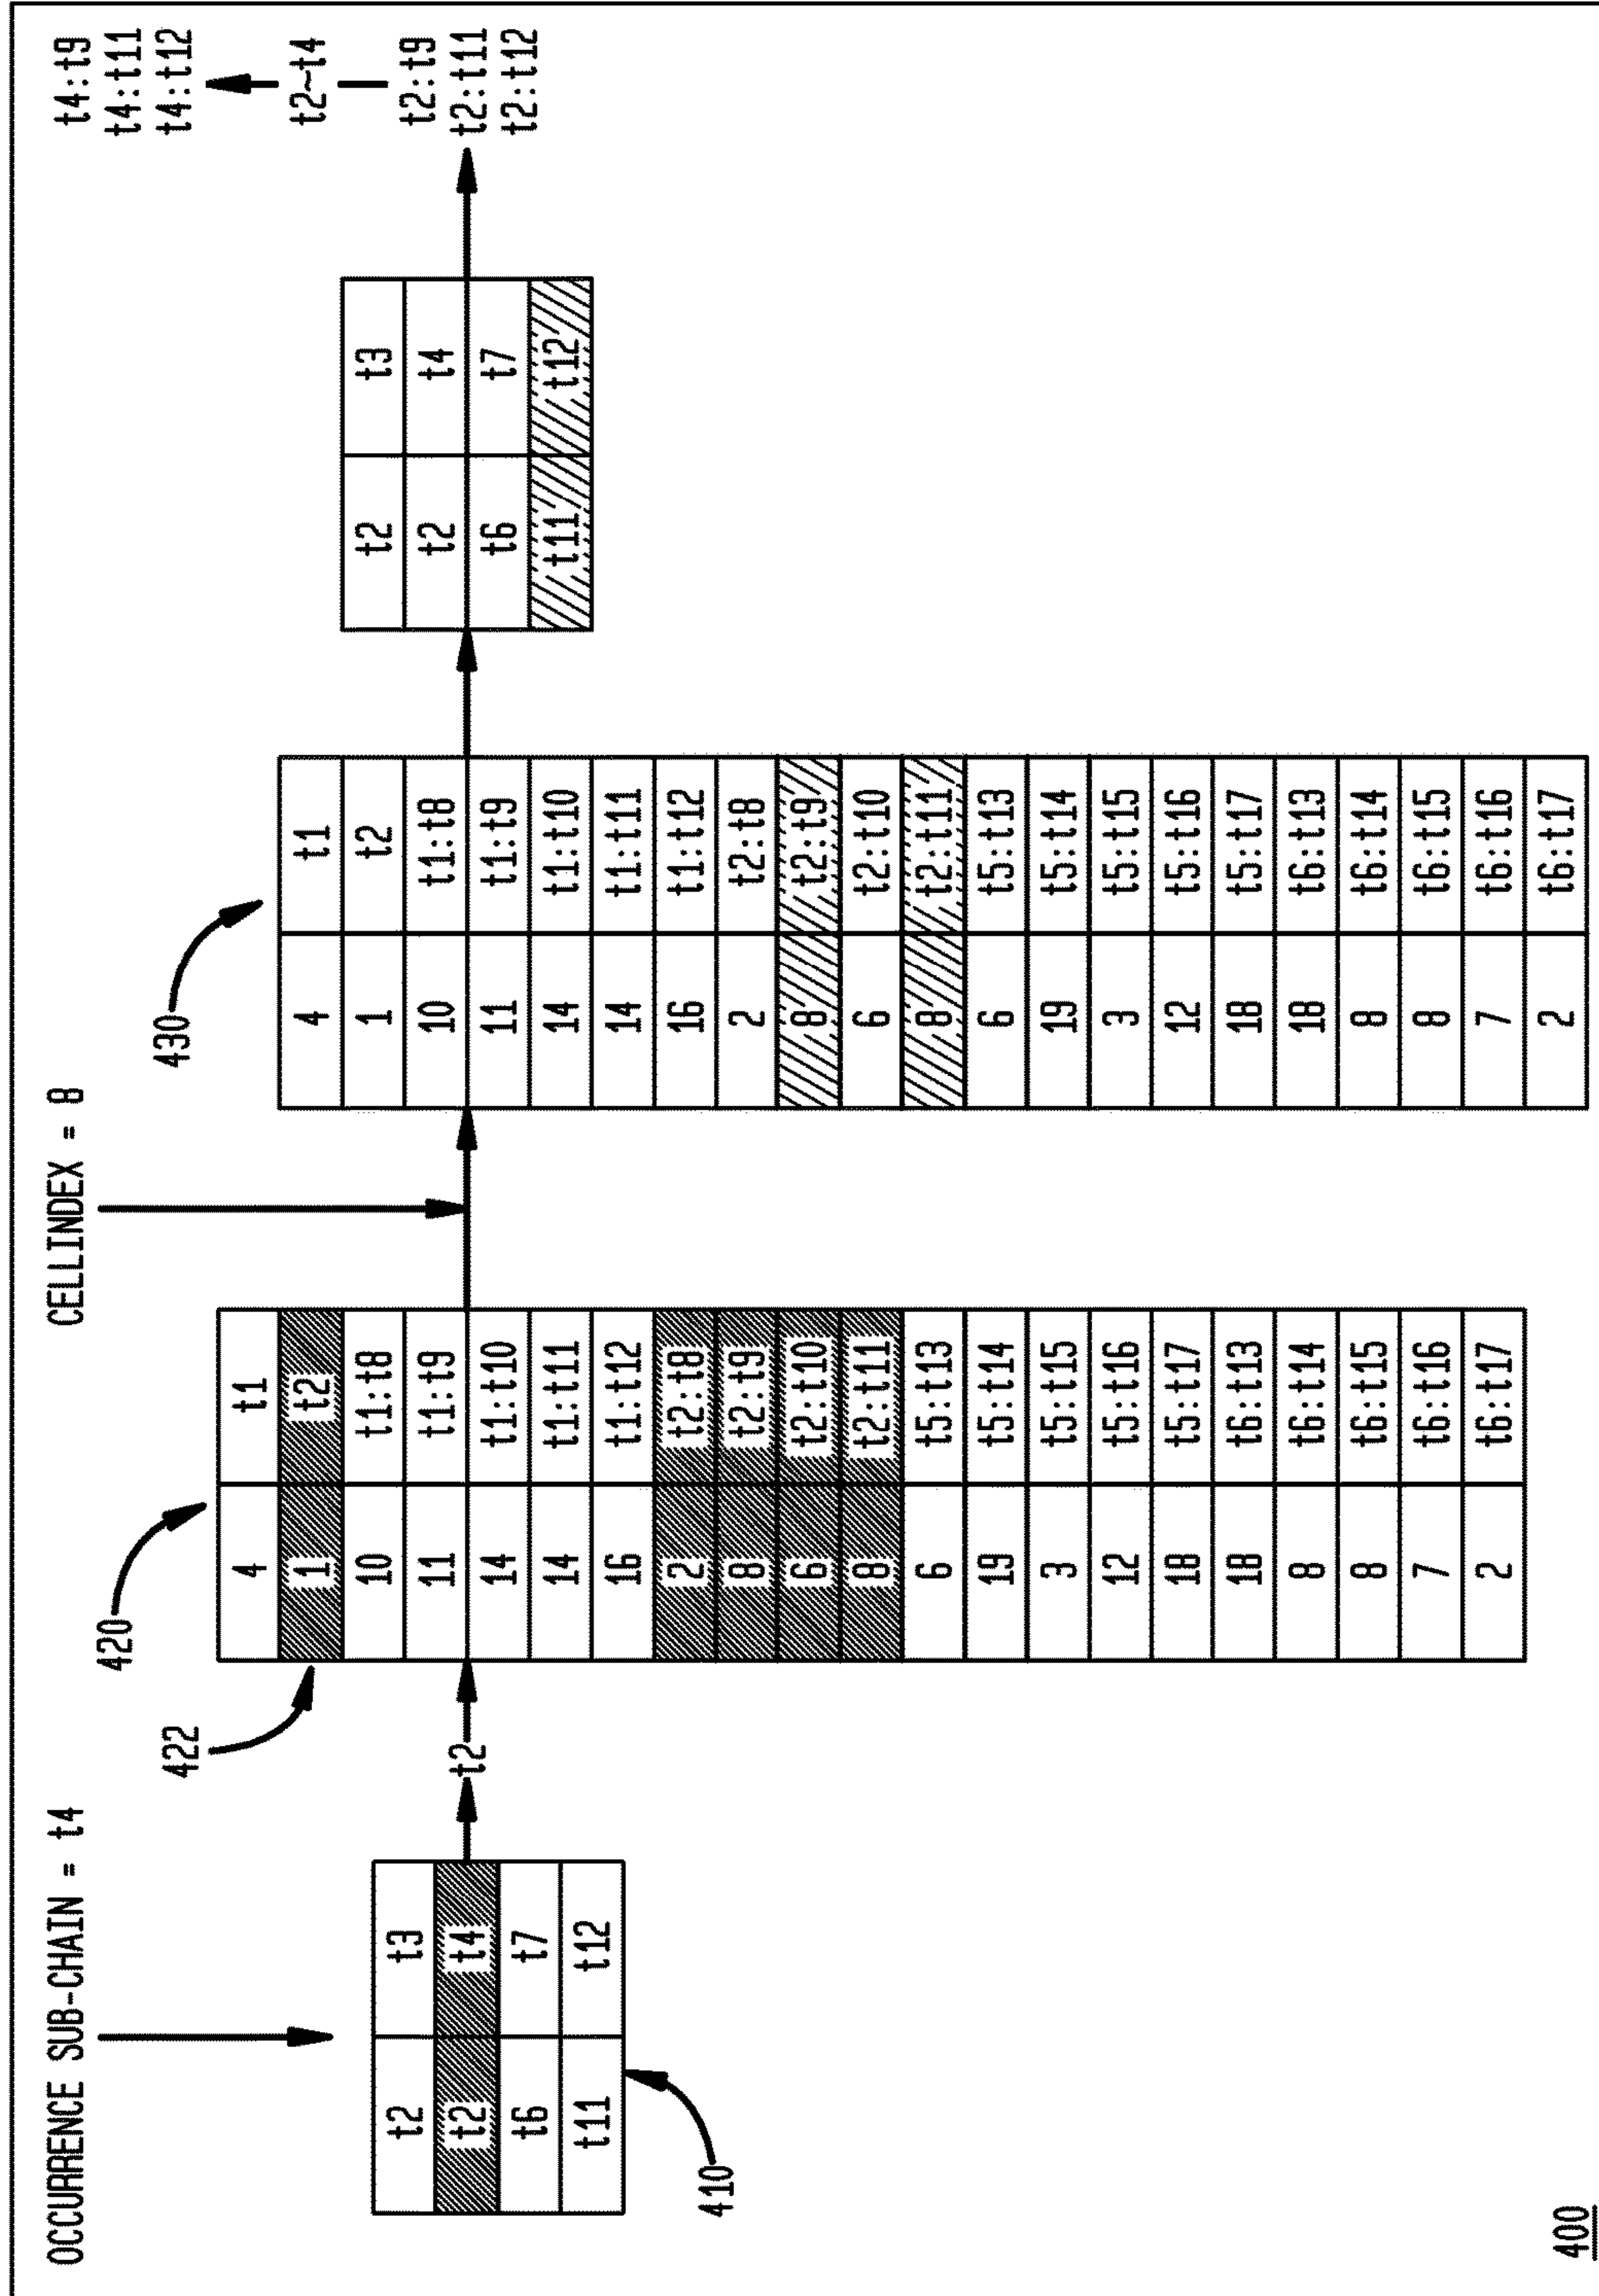 OCCURRENCE SUB-CHAIN = t4
t2 t3
t2 t4
t6 t7
t11 t12
410
t2
422
420
4 t1
1 t2
10 t1:t8
11 t1:t9
14 t1:t10
14 t1:t11
16 t1:t12
2 t2:t8
8 t2:t9
6 t2:t10
8 t2:t11
6 t5:t13
19 t5:t14
3 t5:t15
12 t5:t16
18 t5:t17
18 t6:t13
8 t6:t14
8 t6:t15
7 t6:t16
2 t6:t17
CELLINDEX = 8
430
4 t1
1 t2
10 t1:t8
11 t1:t9
14 t1:t10
14 t1:t11
16 t1:t12
2 t2:t8
8 t2:t9
6 t2:t10
8 t2:t11
6 t5:t13
19 t5:t14
3 t5:t15
12 t5:t16
18 t5:t17
18 t6:t13
8 t6:t14
8 t6:t15
7 t6:t16
2 t6:t17
t2 t3
t2 t4
t6 t7
t11 t12
t4:t9
t4:t11
t4:t12
t2~t4
t2:t9
t2:t11
t2:t12
400